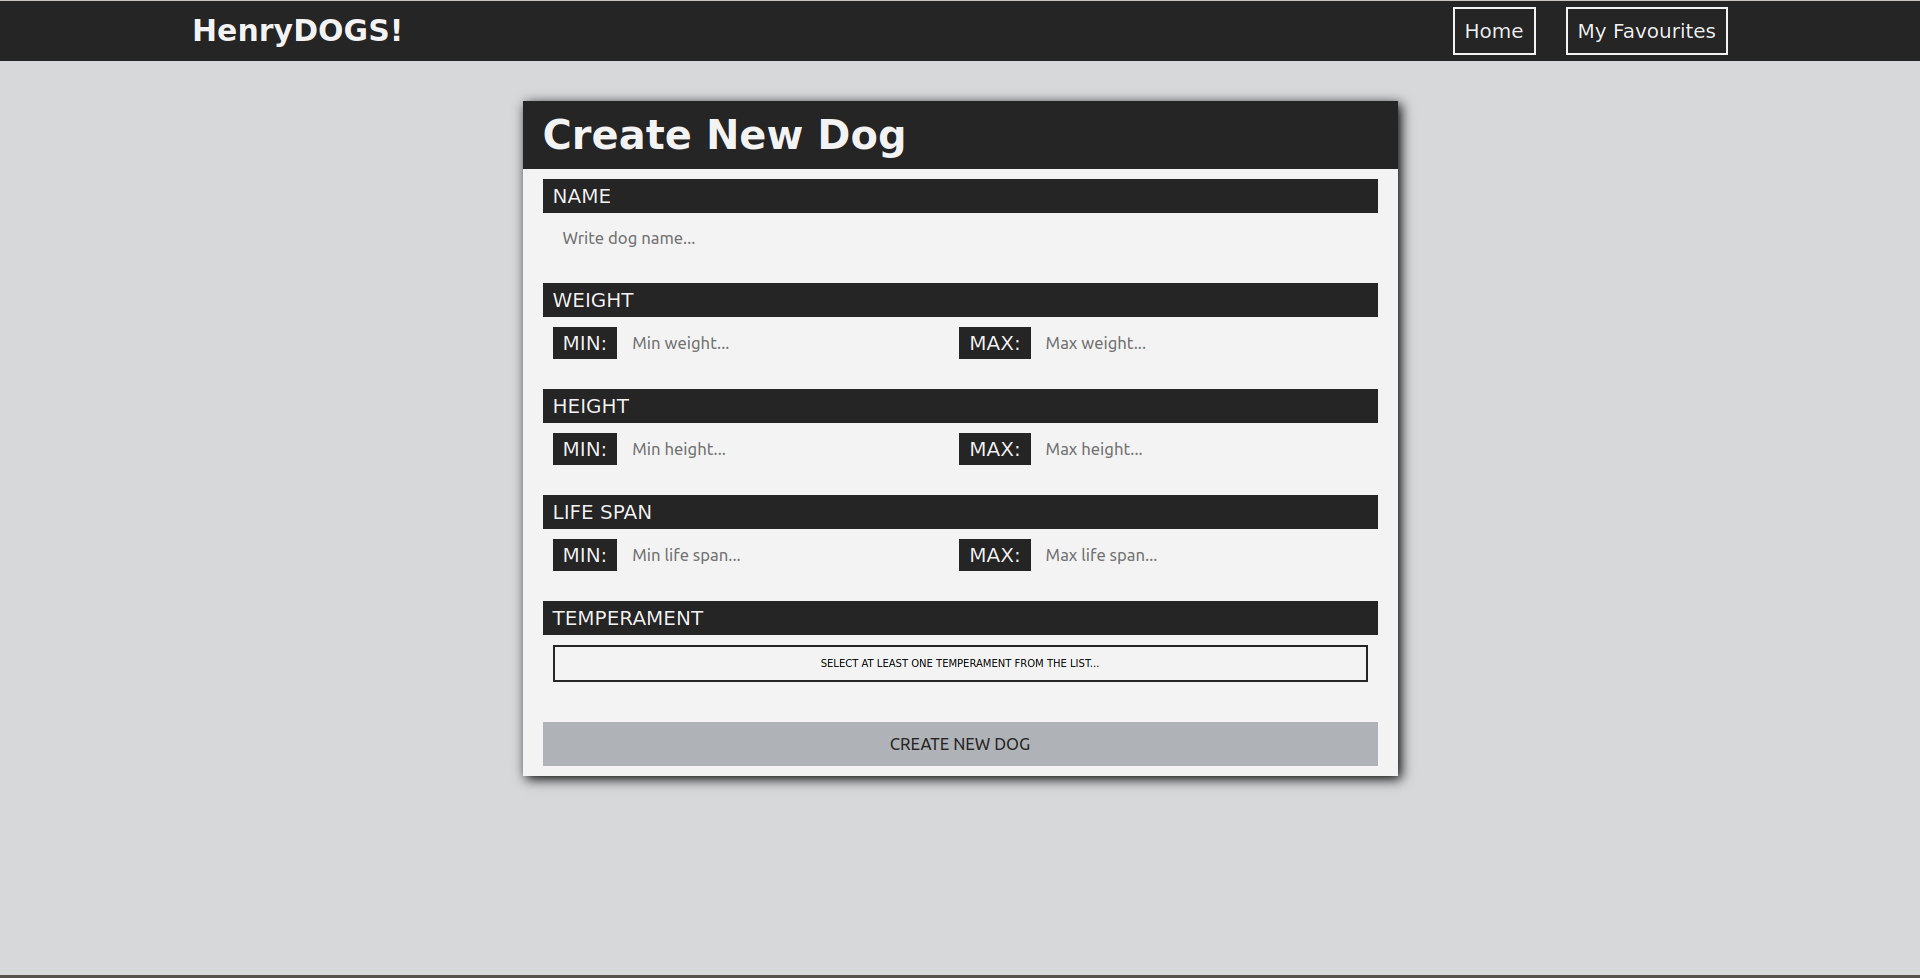 HenryDOGS! Home My Favourites
Create New Dog
NAME
Write dog name...
WEIGHT
MIN: Min weight... MAX: Max weight...
HEIGHT
MIN: Min height... MAX: Max height...
LIFE SPAN
MIN: Min life span... MAX: Max life span...
TEMPERAMENT
SELECT AT LEAST ONE TEMPERAMENT FROM THE LIST...
CREATE NEW DOG